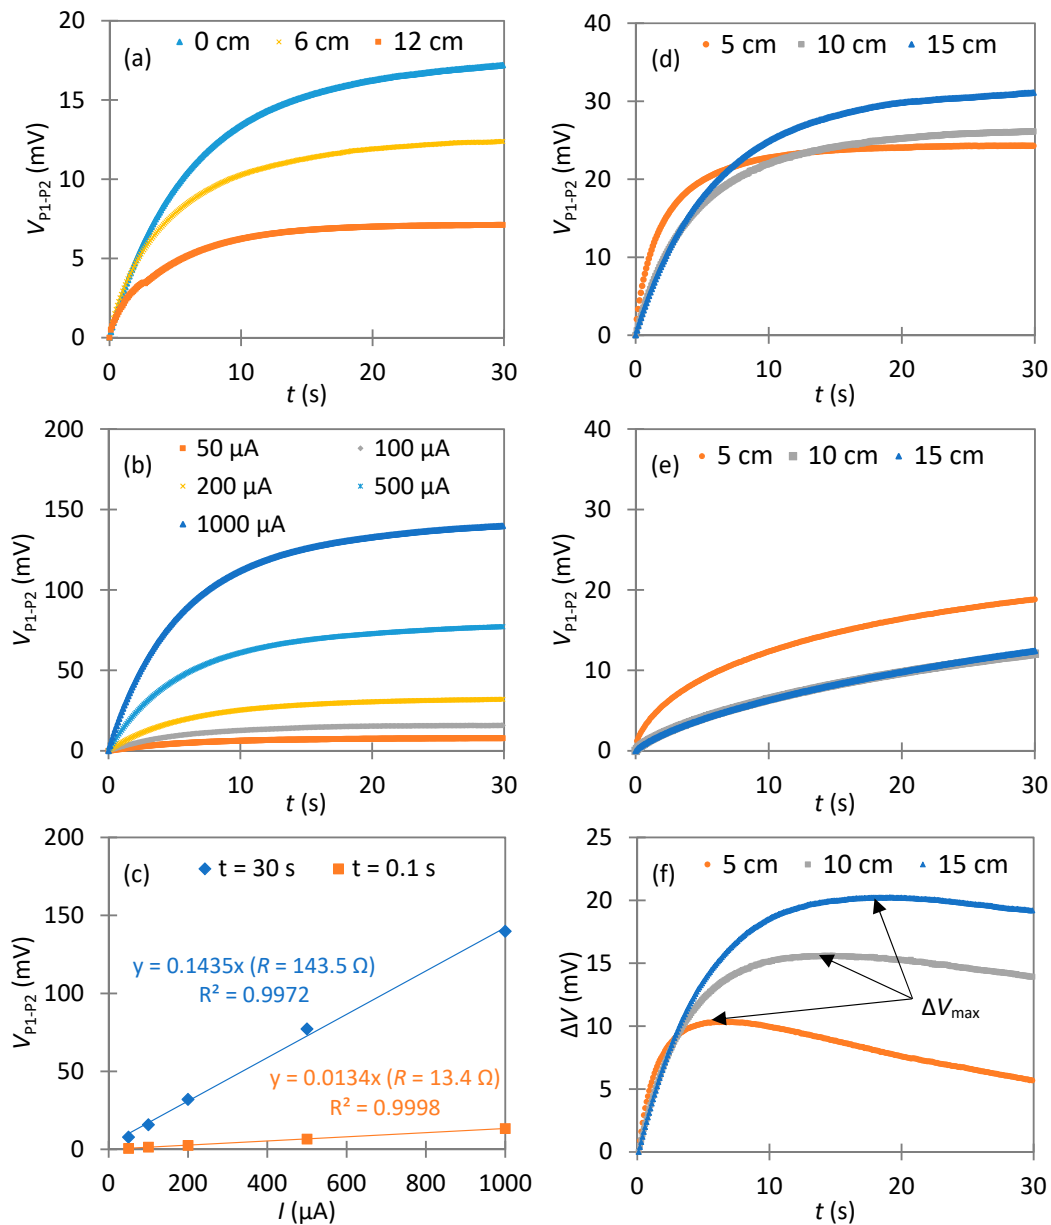 (a)
0 cm 6 cm 12 cm
20
15
10
5
0
V_P1-P2 (mV)
0 10 20 30
t (s)
(d)
5 cm 10 cm 15 cm
40
30
20
10
0
V_P1-P2 (mV)
0 10 20 30
t (s)
(b)
50 µA 100 µA
200 µA 500 µA
1000 µA
200
150
100
50
0
V_P1-P2 (mV)
0 10 20 30
t (s)
(e)
5 cm 10 cm 15 cm
40
30
20
10
0
V_P1-P2 (mV)
0 10 20 30
t (s)
(c)
t = 30 s t = 0.1 s
200
150
100
50
0
V_P1-P2 (mV)
y = 0.1435x (R = 143.5 Ω)
R² = 0.9972
y = 0.0134x (R = 13.4 Ω)
R² = 0.9998
0 200 400 600 800 1000
I (µA)
(f)
5 cm 10 cm 15 cm
25
20
15
10
5
0
ΔV (mV)
ΔV_max
0 10 20 30
t (s)